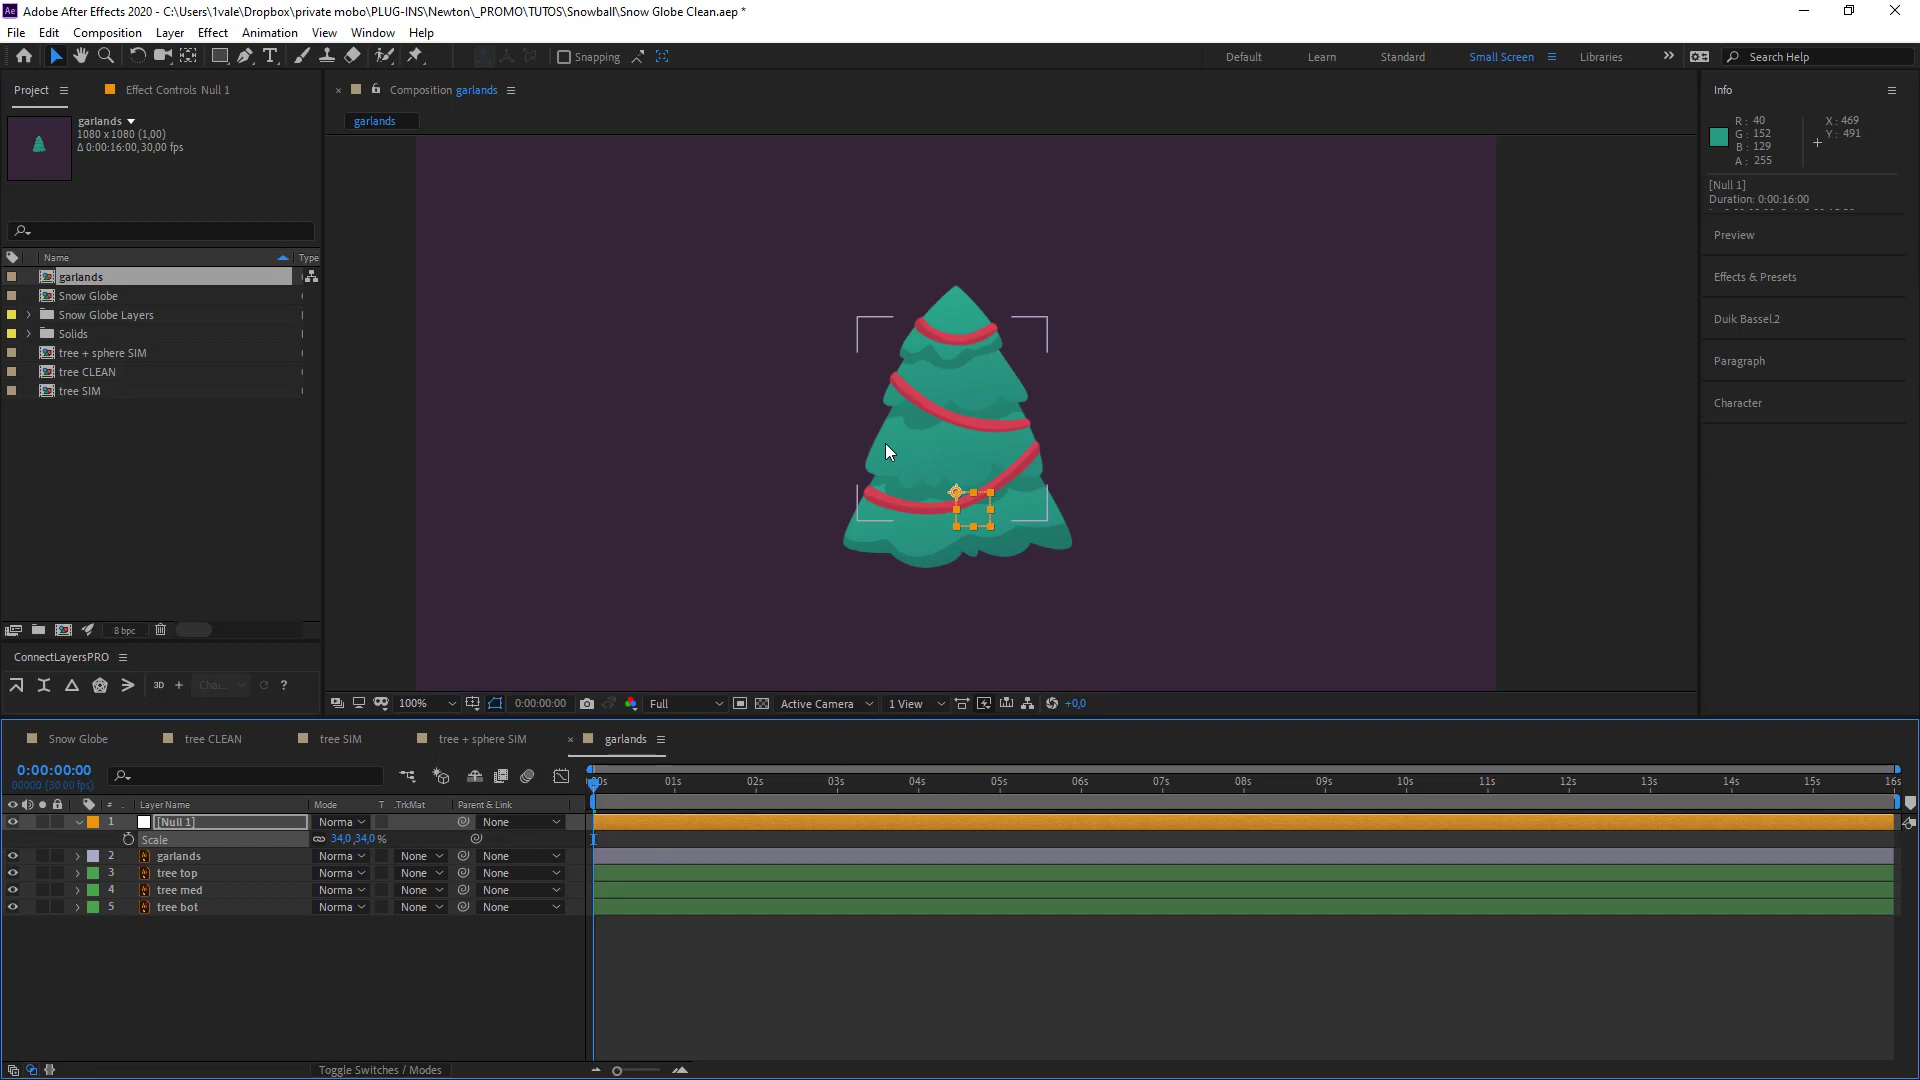 Adobe After Effects 2020 - C:\Users\1vale\Dropbox\private mobo\PLUG-INS\Newton\_PROMO\TUTOS\Snowball\Snow Globe Clean.aep *
File Edit Composition Layer Effect Animation View Window Help
Snapping Default Learn Standard Small Screen Libraries Search Help
Project Effect Controls Null 1 Composition garlands Info
garlands
1080 x 1080 (1,00)
Δ 0:00:16:00, 30,00 fps
garlands
R : 40 X : 469
G : 152 Y : 491
B : 129
A : 255
[Null 1]
Duration: 0:00:16:00
Preview
Effects & Presets
Duik Bassel.2
Paragraph
Character
Name Type
garlands
Snow Globe
Snow Globe Layers
Solids
tree + sphere SIM
tree CLEAN
tree SIM
8 bpc
ConnectLayersPRO
3D + Chai... ?
100% 0:00:00:00 Full Active Camera 1 View +0,0
Snow Globe tree CLEAN tree SIM tree + sphere SIM garlands
0:00:00:00
00000 (30.00 fps)
00s 01s 02s 03s 04s 05s 06s 07s 08s 09s 10s 11s 12s 13s 14s 15s 16s
# Layer Name Mode T .TrkMat Parent & Link
1 [Null 1] Norma None
Scale 34,0,34,0 %
2 garlands Norma None None
3 tree top Norma None None
4 tree med Norma None None
5 tree bot Norma None None
Toggle Switches / Modes